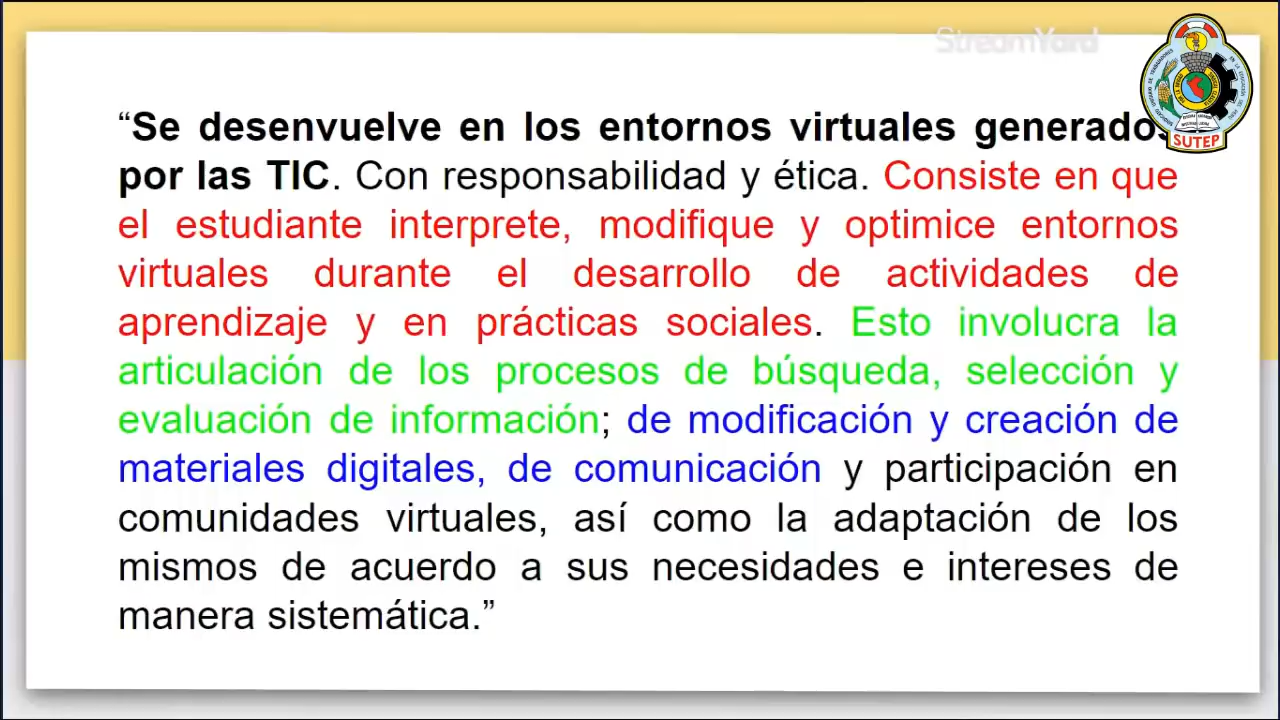 StreamYard
“Se desenvuelve en los entornos virtuales generados
por las TIC. Con responsabilidad y ética. Consiste en que
el estudiante interprete, modifique y optimice entornos
virtuales durante el desarrollo de actividades de
aprendizaje y en prácticas sociales. Esto involucra la
articulación de los procesos de búsqueda, selección y
evaluación de información; de modificación y creación de
materiales digitales, de comunicación y participación en
comunidades virtuales, así como la adaptación de los
mismos de acuerdo a sus necesidades e intereses de
manera sistemática.”
SUTEP